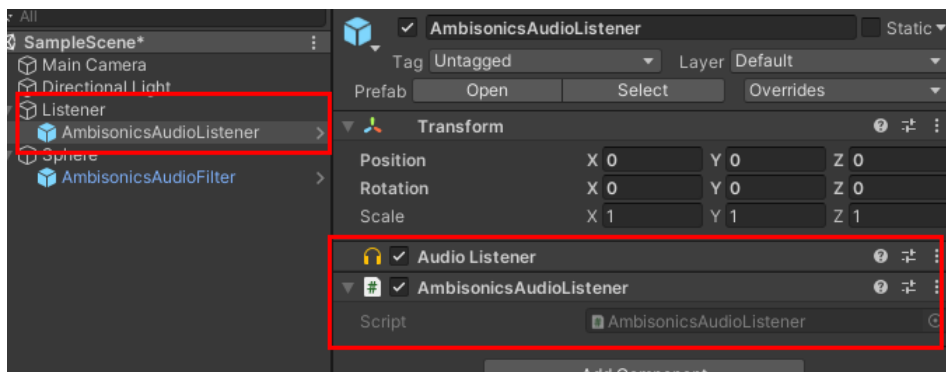 All
SampleScene*
Main Camera
Directional Light
Listener
AmbisonicsAudioListener
Sphere
AmbisonicsAudioFilter
AmbisonicsAudioListener Static
Tag Untagged Layer Default
Prefab Open Select Overrides
Transform
Position X 0 Y 0 Z 0
Rotation X 0 Y 0 Z 0
Scale X 1 Y 1 Z 1
Audio Listener
# AmbisonicsAudioListener
Script # AmbisonicsAudioListener
Add Component